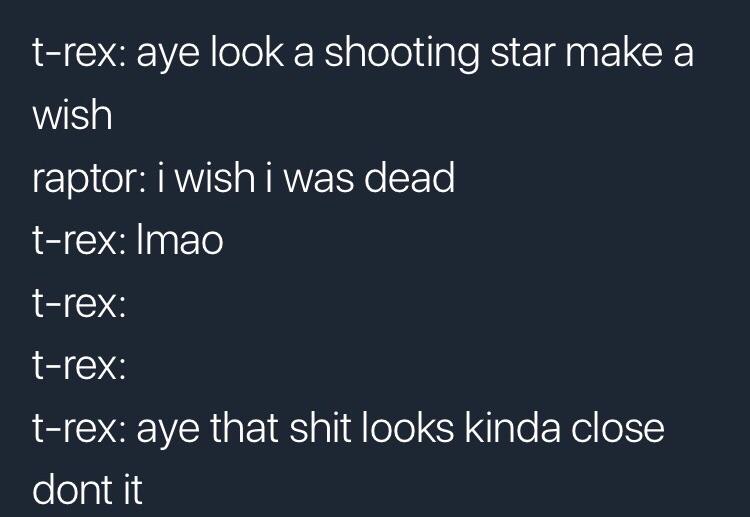 t-rex: aye look a shooting star make a
wish
raptor: i wish i was dead
t-rex: lmao
t-rex:
t-rex:
t-rex: aye that shit looks kinda close
dont it